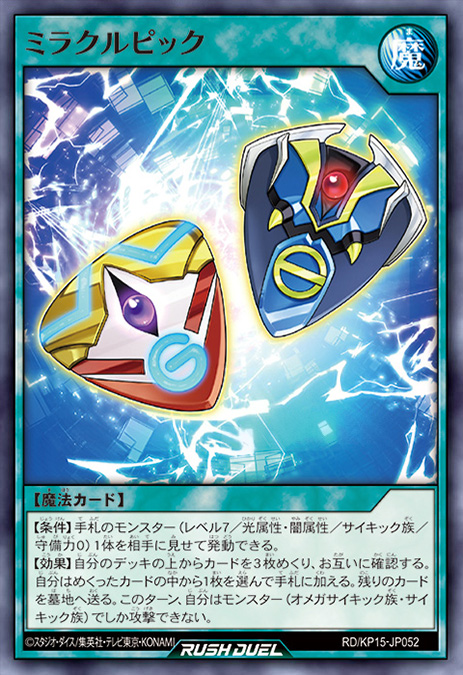 ミラクルピック
魔
【魔法カード】
【条件】手札のモンスター（レベル7／光属性・闇属性／サイキック族／
守備力0）1体を相手に見せて発動できる。
【効果】自分のデッキの上からカードを3枚めくり、お互いに確認する。
自分はめくったカードの中から1枚を選んで手札に加える。残りのカード
を墓地へ送る。このターン、自分はモンスター（オメガサイキック族・サイ
キック族）でしか攻撃できない。
©スタジオ・ダイス/集英社・テレビ東京・KONAMI RUSH DUEL RD/KP15-JP052